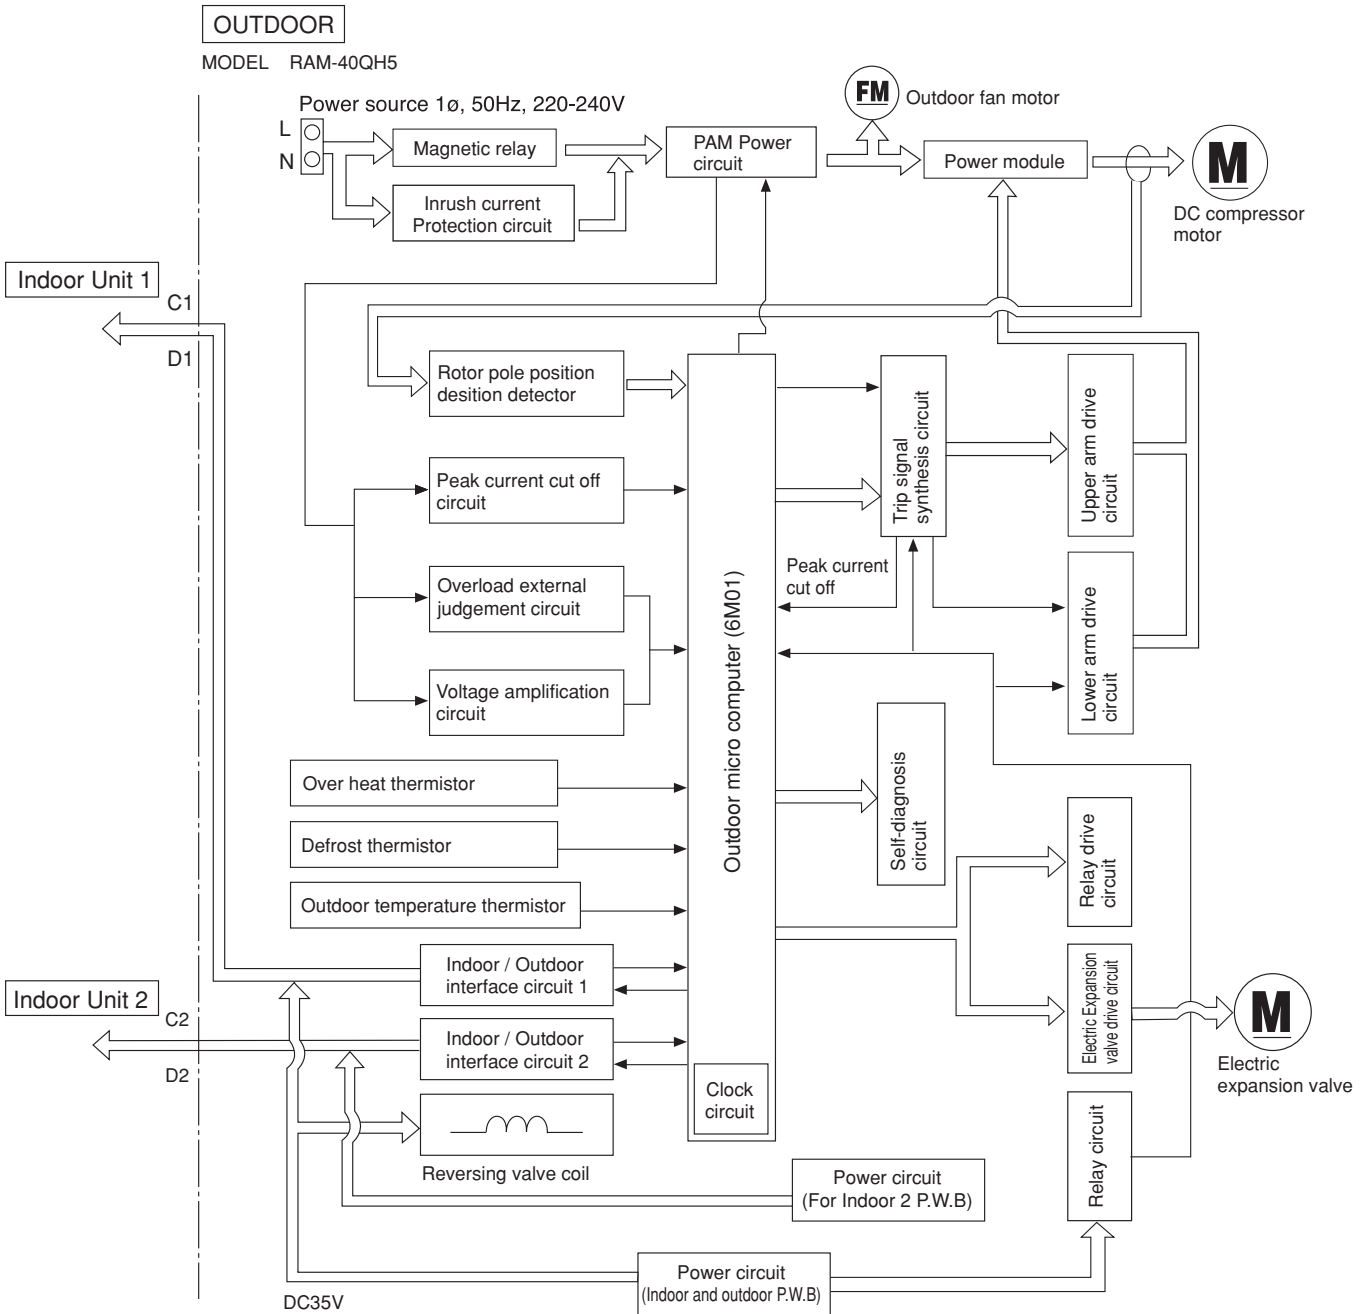 OUTDOOR
MODEL RAM-40QH5
Power source 1ø, 50Hz, 220-240V
L
N
Magnetic relay
Inrush current
Protection circuit
PAM Power
circuit
FM
Outdoor fan motor
Power module
M
DC compressor
motor
Indoor Unit 1
C1
D1
Rotor pole position
desition detector
Peak current cut off
circuit
Overload external
judgement circuit
Voltage amplification
circuit
Over heat thermistor
Defrost thermistor
Outdoor temperature thermistor
Indoor / Outdoor
interface circuit 1
Indoor / Outdoor
interface circuit 2
Reversing valve coil
Outdoor micro computer (6M01)
Clock
circuit
Trip signal
synthesis circuit
Peak current
cut off
Upper arm drive
circuit
Lower arm drive
circuit
Self-diagnosis
circuit
Relay drive
circuit
Electric Expansion
valve drive circuit
M
Electric
expansion valve
Relay circuit
Indoor Unit 2
C2
D2
Power circuit
(For Indoor 2 P.W.B)
Power circuit
(Indoor and outdoor P.W.B)
DC35V